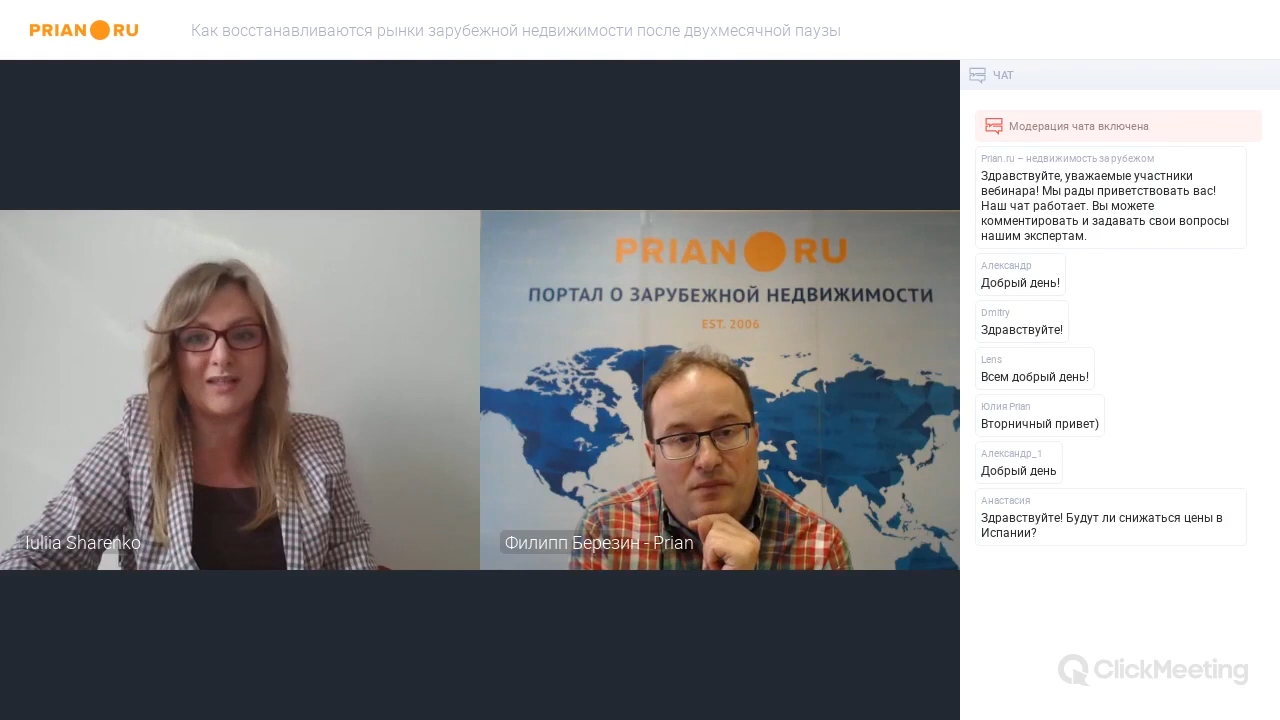 PRIAN RU
Как восстанавливаются рынки зарубежной недвижимости после двухмесячной паузы
ЧАТ
Модерация чата включена
Prian.ru – недвижимость за рубежом
Здравствуйте, уважаемые участники
вебинара! Мы рады приветствовать вас!
Наш чат работает. Вы можете
комментировать и задавать свои вопросы
нашим экспертам.
Александр
Добрый день!
Dmitry
Здравствуйте!
Lens
Всем добрый день!
Юлия Prian
Вторничный привет)
Александр_1
Добрый день
Анастасия
Здравствуйте! Будут ли снижаться цены в
Испании?
PRIAN RU
ПОРТАЛ О ЗАРУБЕЖНОЙ НЕДВИЖИМОСТИ
EST. 2006
Iuliia Sharenko
Филипп Березин - Prian
ClickMeeting